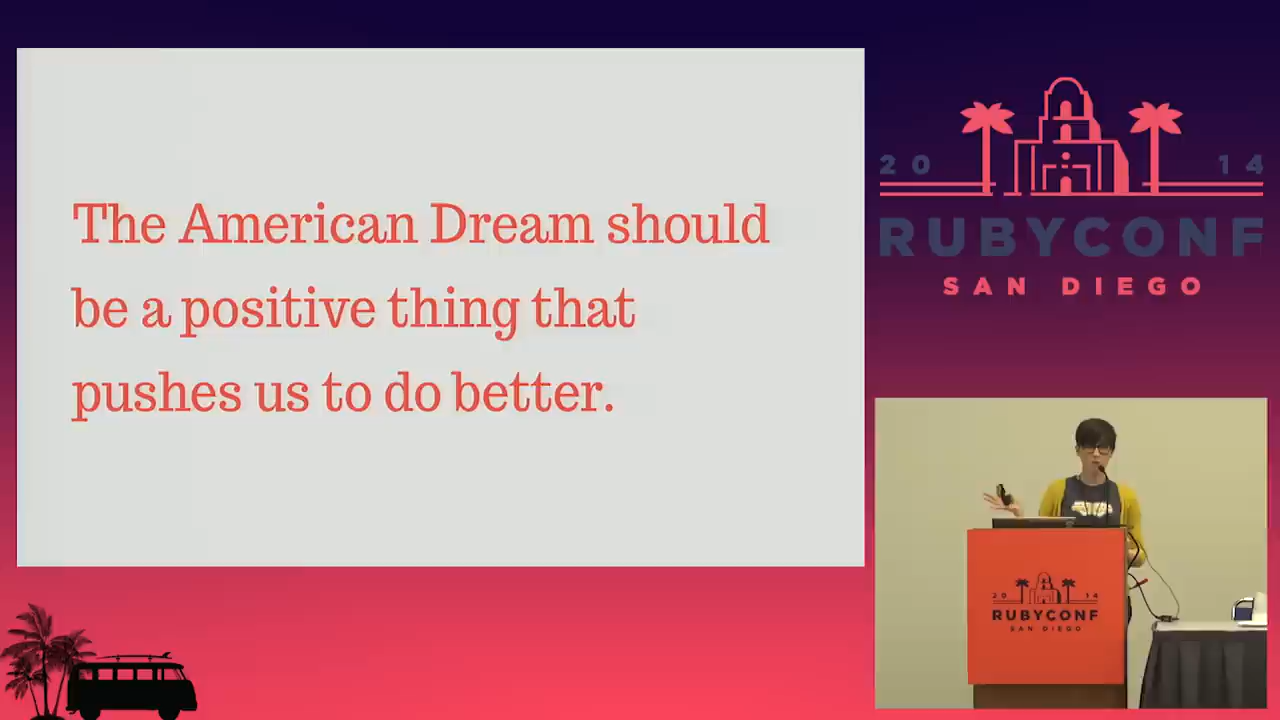 The American Dream should
be a positive thing that
pushes us to do better.
20 14
RUBYCONF
SAN DIEGO
20 14
RUBYCONF
SAN DIEGO